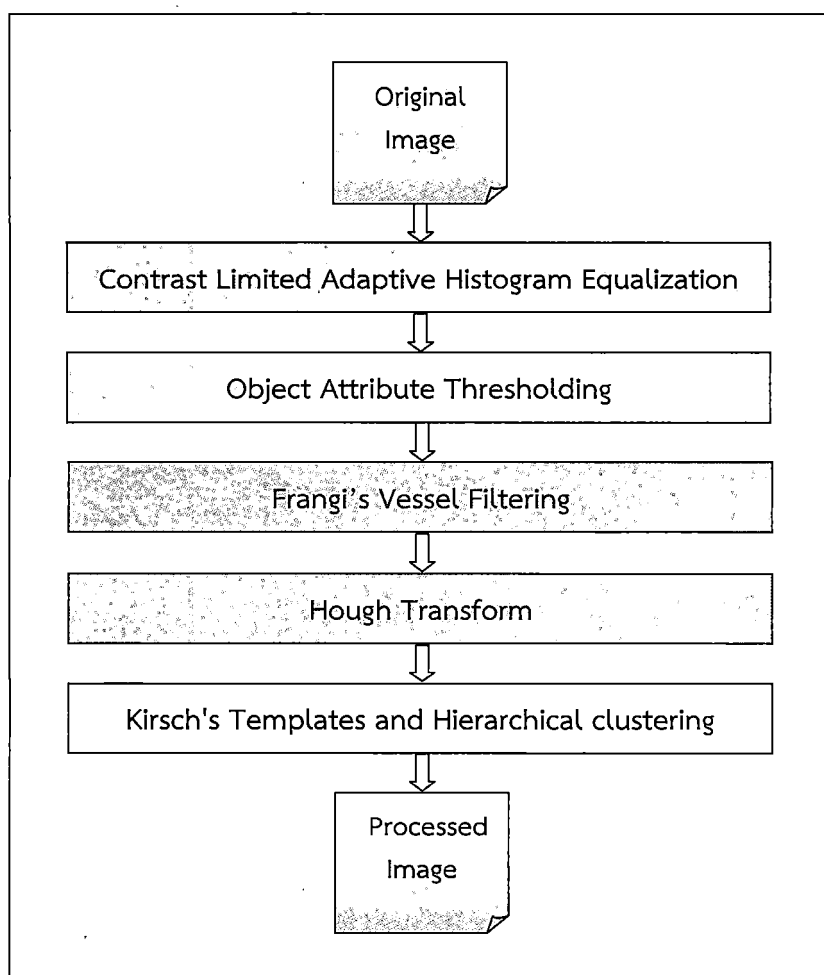 Original
Image
Contrast Limited Adaptive Histogram Equalization
Object Attribute Thresholding
Frangi's Vessel Filtering
Hough Transform
Kirsch's Templates and Hierarchical clustering
Processed
Image